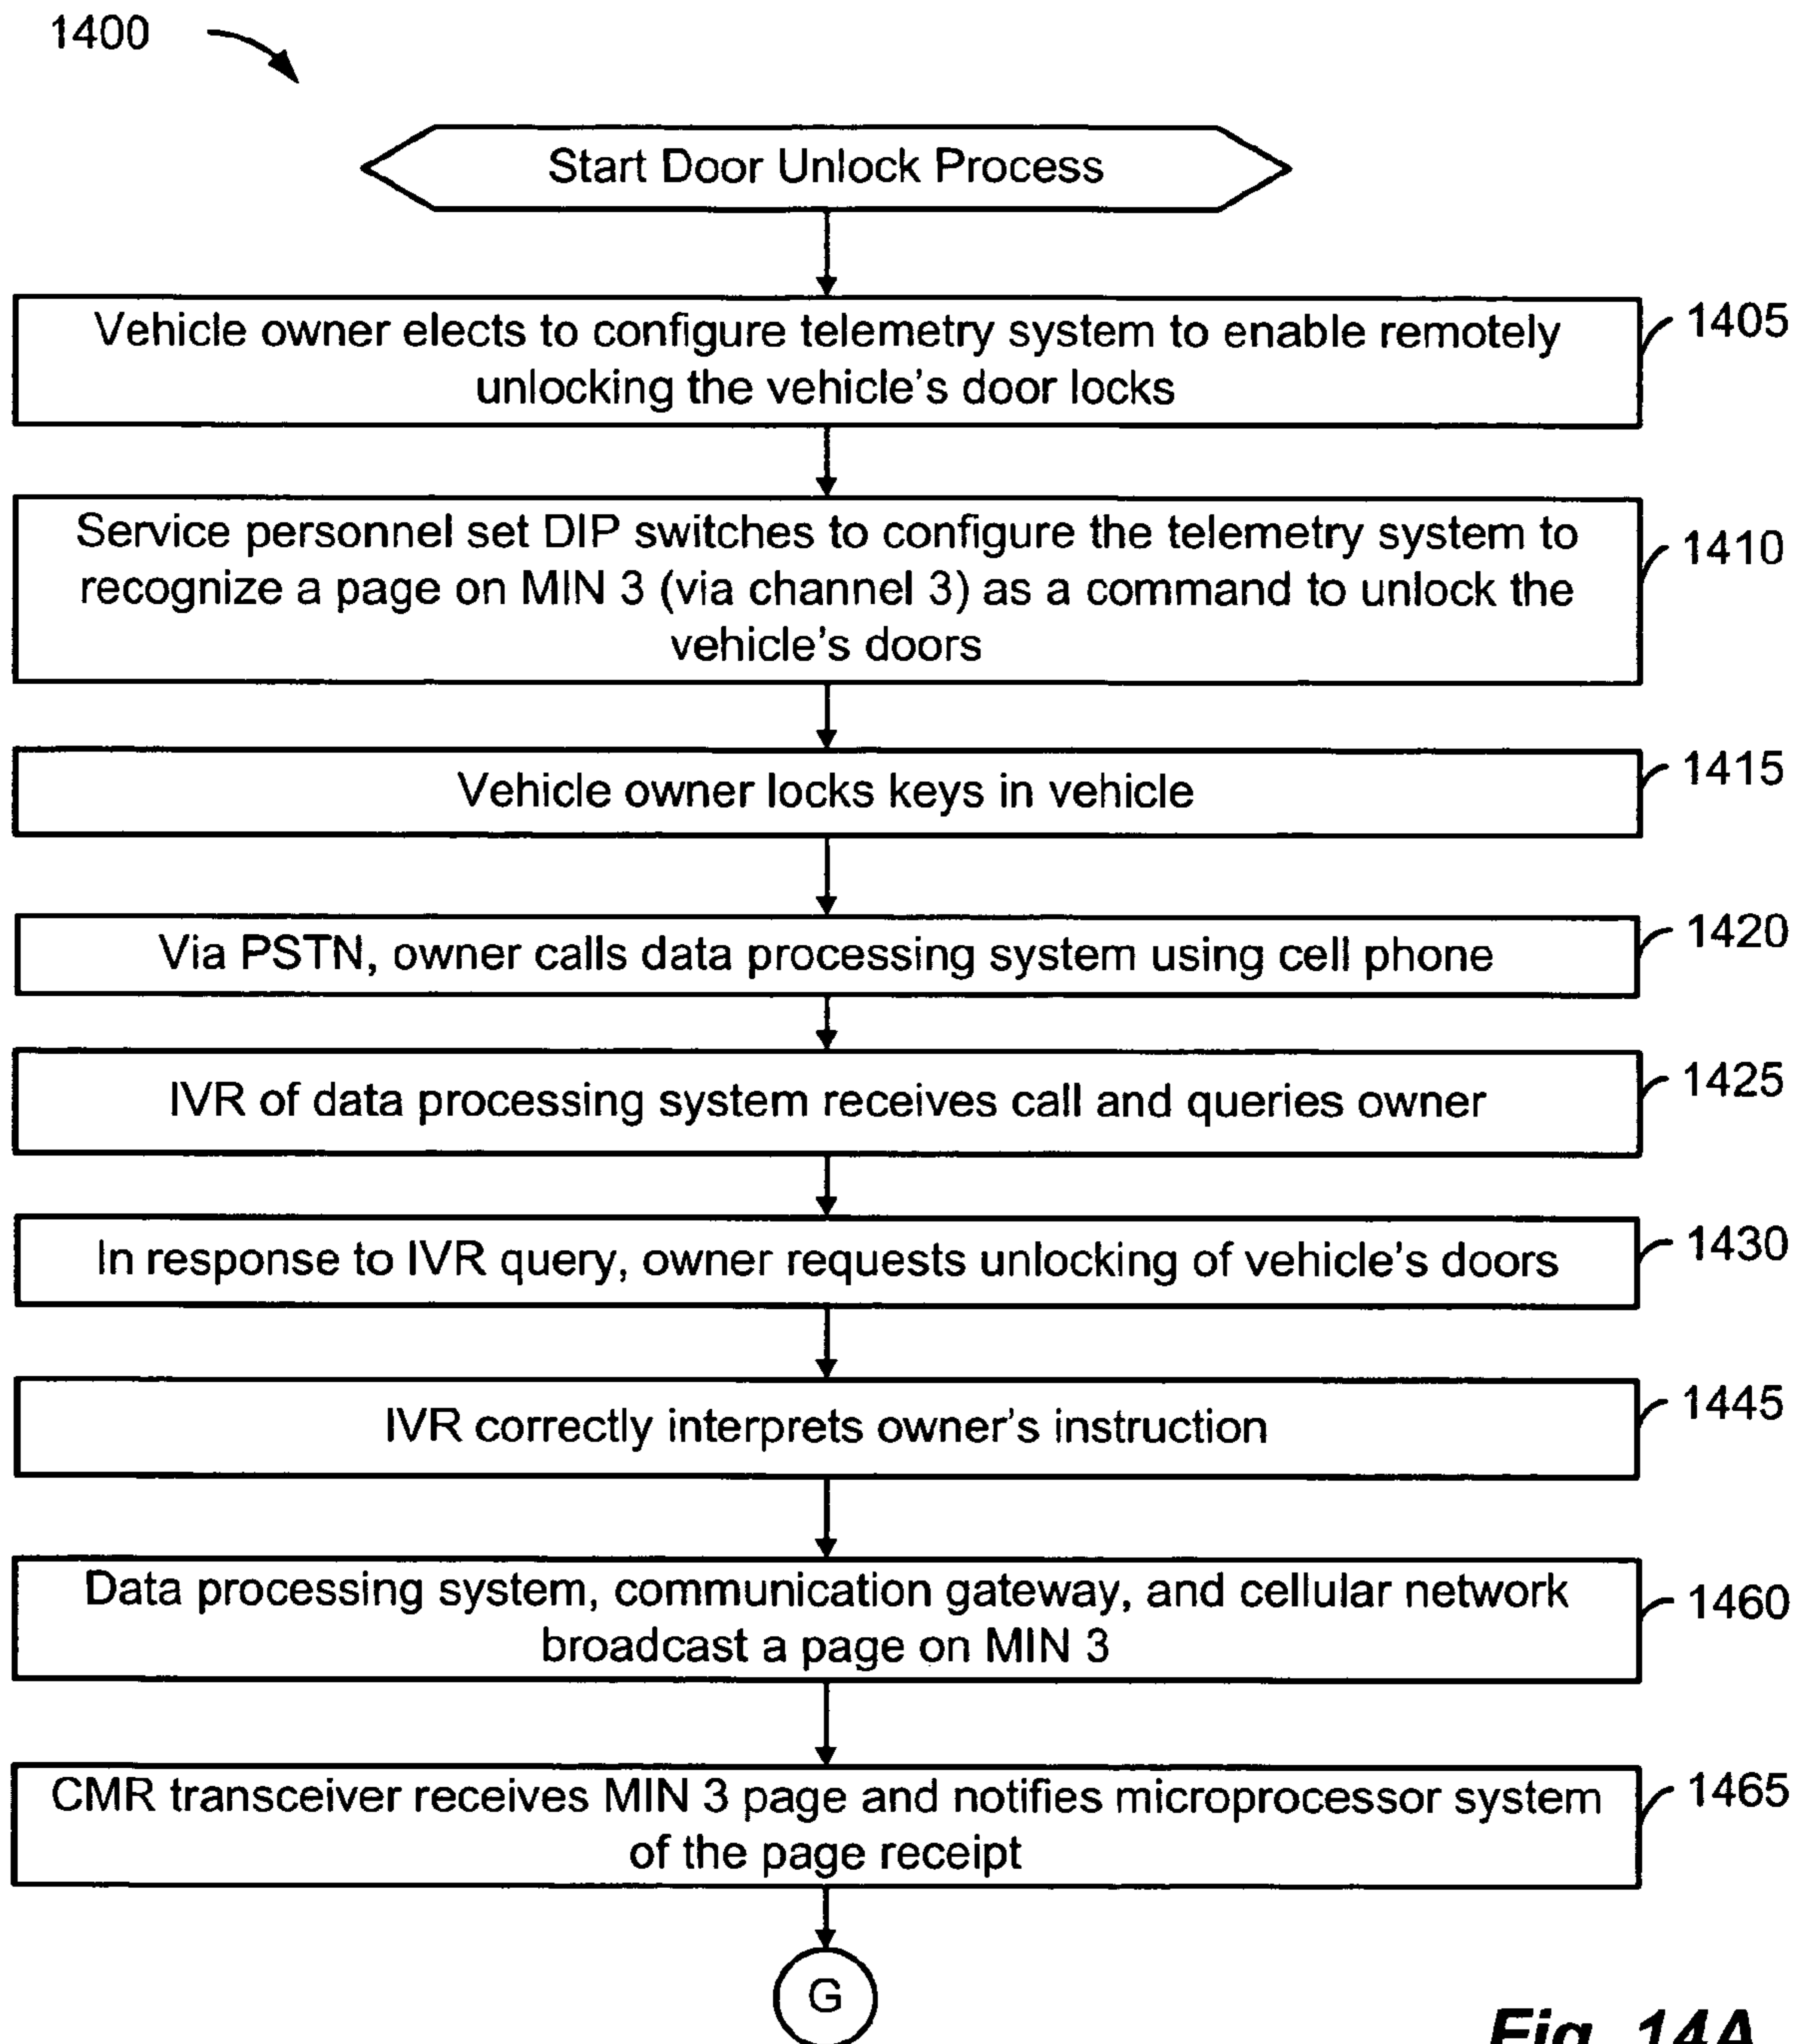 1400
Start Door Unlock Process
Vehicle owner elects to configure telemetry system to enable remotely
unlocking the vehicle's door locks
1405
Service personnel set DIP switches to configure the telemetry system to
recognize a page on MIN 3 (via channel 3) as a command to unlock the
vehicle's doors
1410
Vehicle owner locks keys in vehicle
1415
Via PSTN, owner calls data processing system using cell phone
1420
IVR of data processing system receives call and queries owner
1425
In response to IVR query, owner requests unlocking of vehicle's doors
1430
IVR correctly interprets owner's instruction
1445
Data processing system, communication gateway, and cellular network
broadcast a page on MIN 3
1460
CMR transceiver receives MIN 3 page and notifies microprocessor system
of the page receipt
1465
G
Fig. 14A